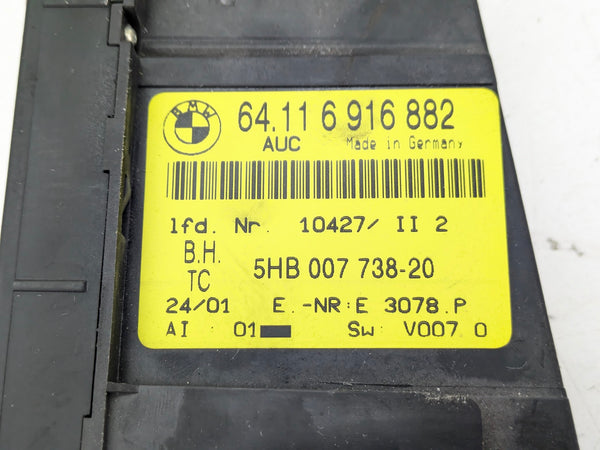 BMW
64.11 6 916 882
AUC Made in Germany
lfd. Nr. 10427/ II 2
B.H.
TC 5HB 007 738-20
24/01 E.-NR:E 3078.P
AI : 01 Sw: V007.0